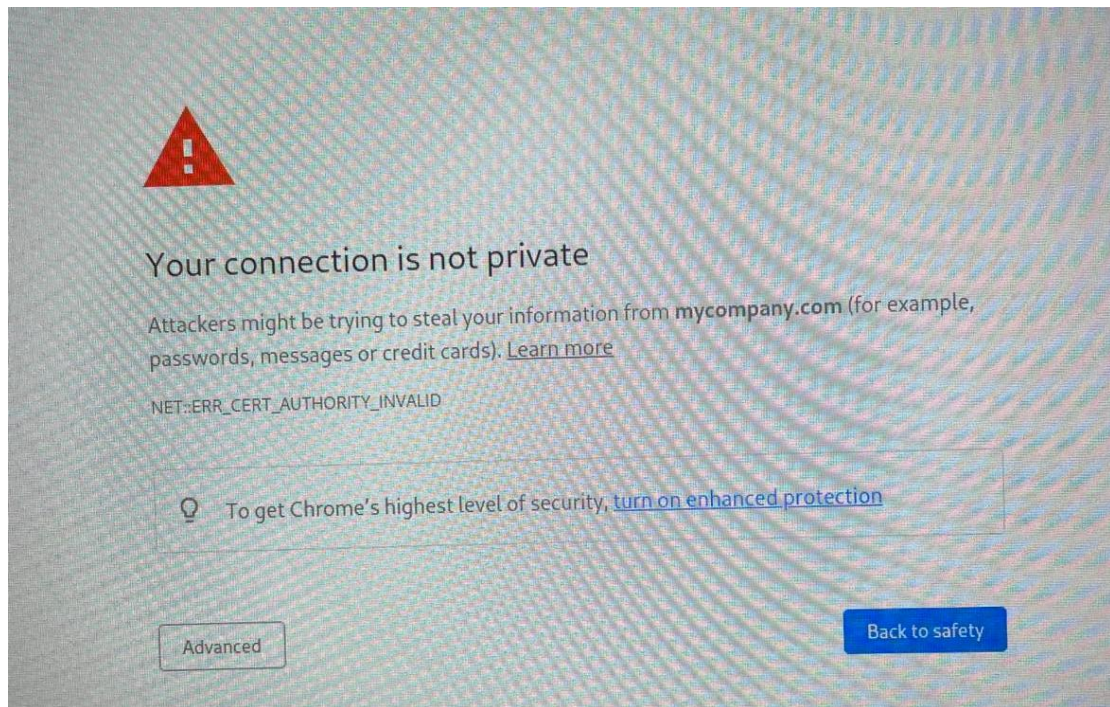 Your connection is not private
Attackers might be trying to steal your information from mycompany.com (for example,
passwords, messages or credit cards). Learn more
NET::ERR_CERT_AUTHORITY_INVALID
To get Chrome's highest level of security, turn on enhanced protection
Advanced
Back to safety